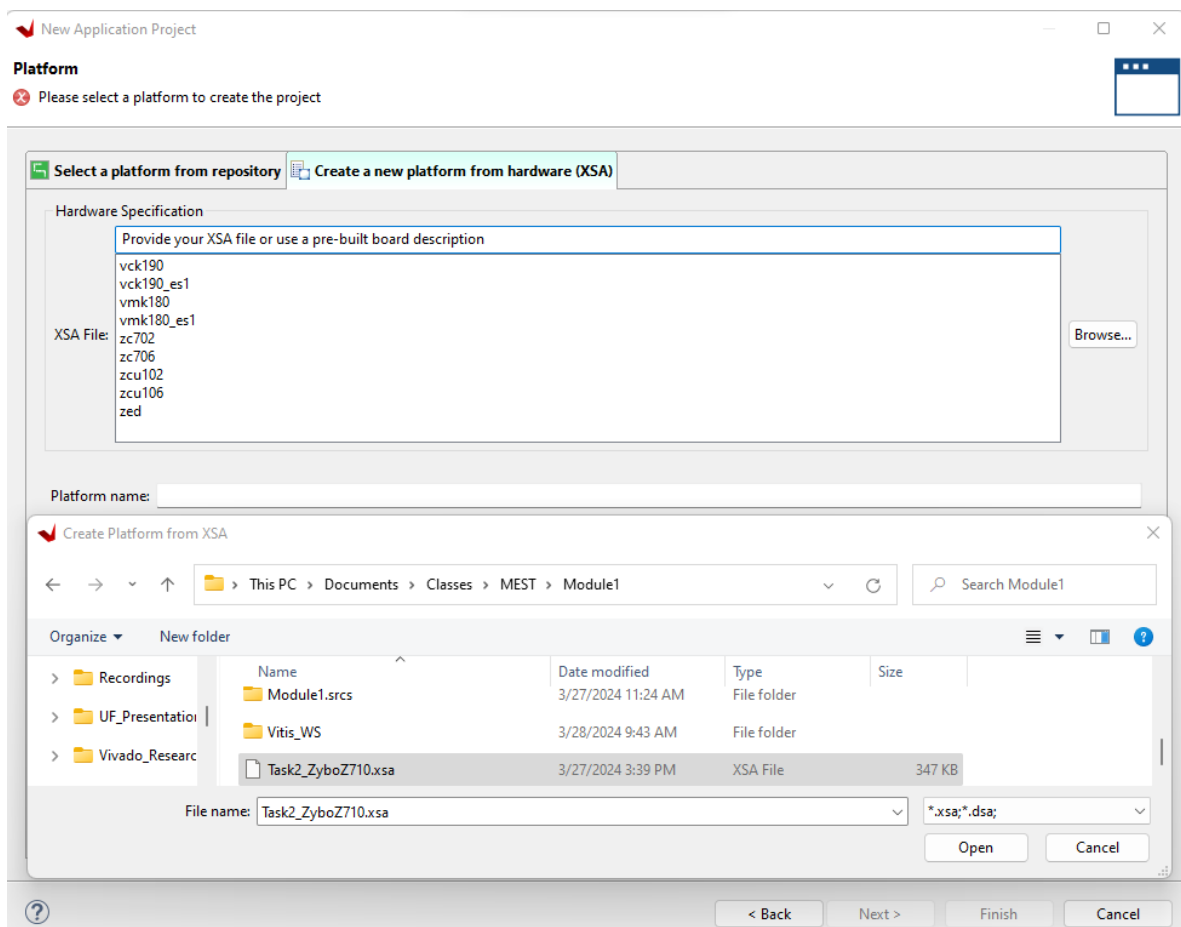 New Application Project
Platform
Please select a platform to create the project
Select a platform from repository
Create a new platform from hardware (XSA)
Hardware Specification
Provide your XSA file or use a pre-built board description
vck190
vck190_es1
vmk180
vmk180_es1
XSA File:
zc702
zc706
zcu102
zcu106
zed
Browse...
Platform name:
Create Platform from XSA
This PC > Documents > Classes > MEST > Module1
Search Module1
Organize
New folder
Name Date modified Type Size
Recordings
UF_Presentation
Vivado_Researc
Module1.srcs 3/27/2024 11:24 AM File folder
Vitis_WS 3/28/2024 9:43 AM File folder
Task2_ZyboZ710.xsa 3/27/2024 3:39 PM XSA File 347 KB
File name: Task2_ZyboZ710.xsa
*.xsa;*.dsa;
Open Cancel
< Back Next > Finish Cancel